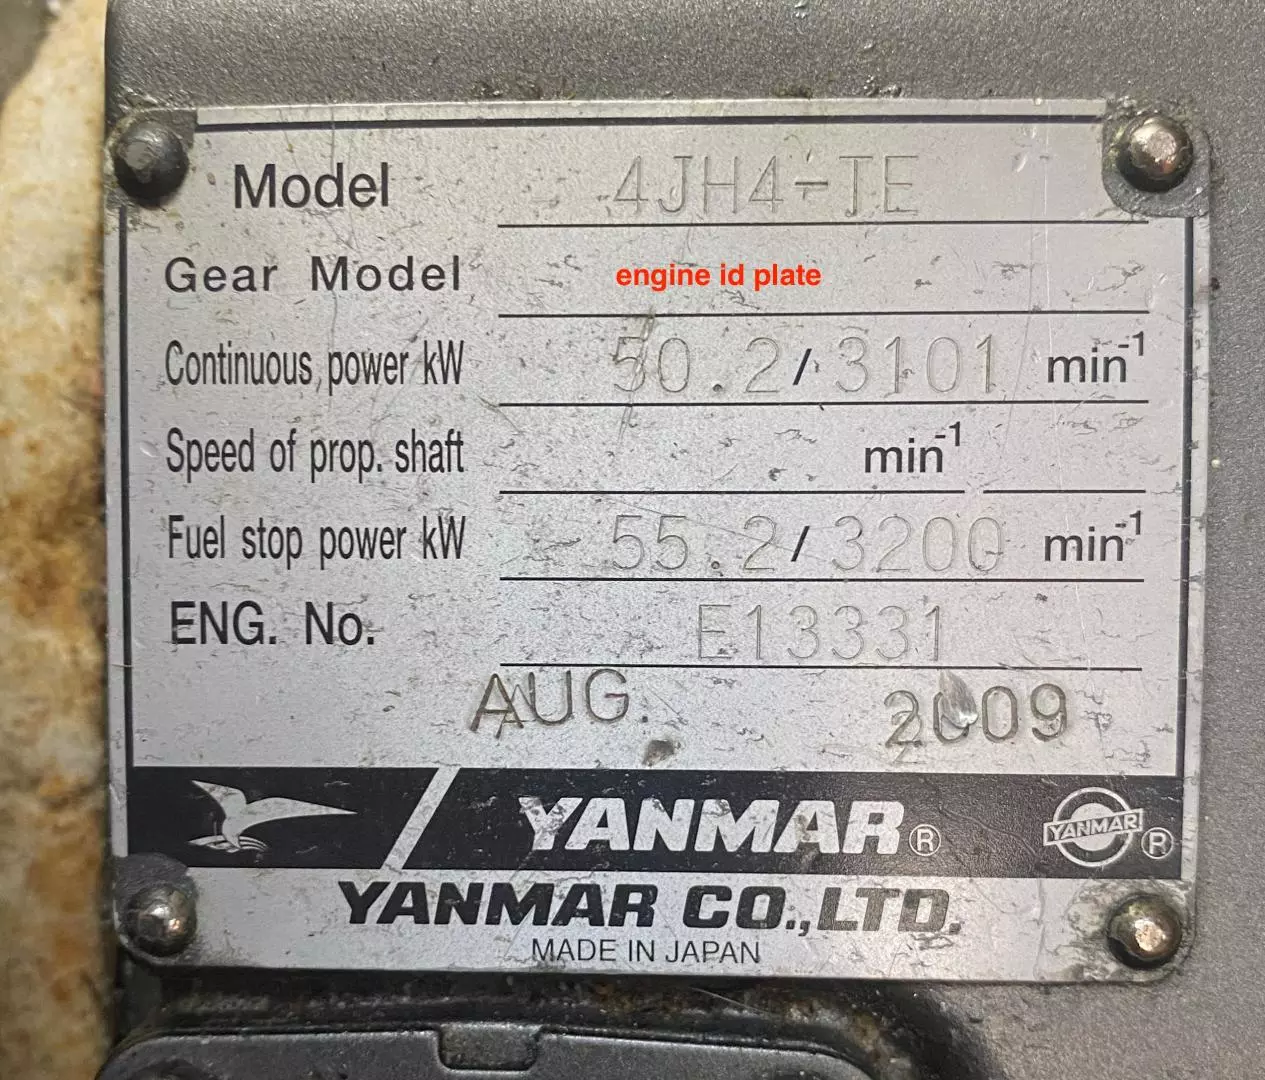 Model 4JH4-TE
Gear Model engine id plate
Continuous power kW 50.2/3101 min-1
Speed of prop. shaft min-1
Fuel stop power kW 55.2/3200 min-1
ENG. No. E13331
AUG. 2009
YANMAR® YANMAR ®
YANMAR CO.,LTD.
MADE IN JAPAN